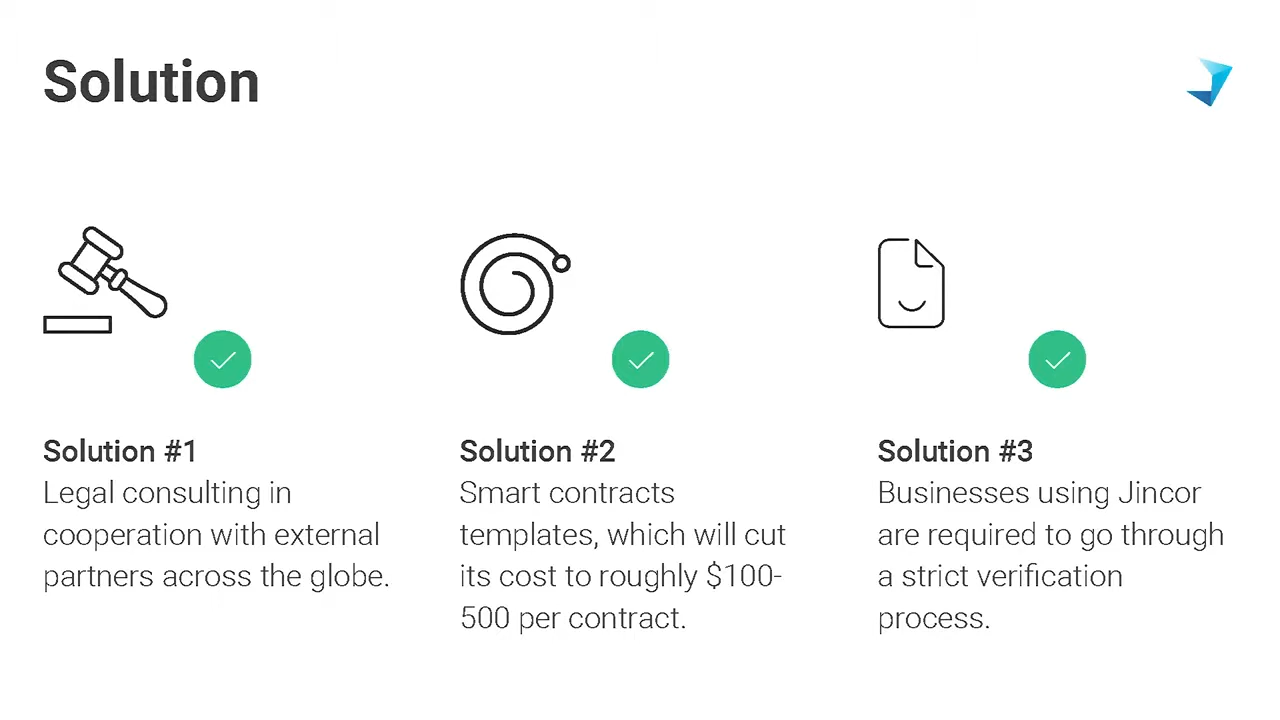 Solution
Solution #1
Legal consulting in
cooperation with external
partners across the globe.
Solution #2
Smart contracts
templates, which will cut
its cost to roughly $100-
500 per contract.
Solution #3
Businesses using Jincor
are required to go through
a strict verification
process.